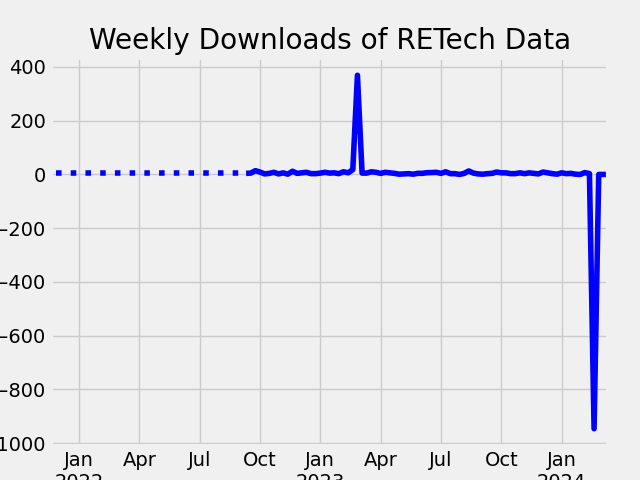 Weekly Downloads of RETech Data
400
200
0
−200
−400
−600
−800
1000
Jan Apr Jul Oct Jan Apr Jul Oct Jan
2022 2023 2024